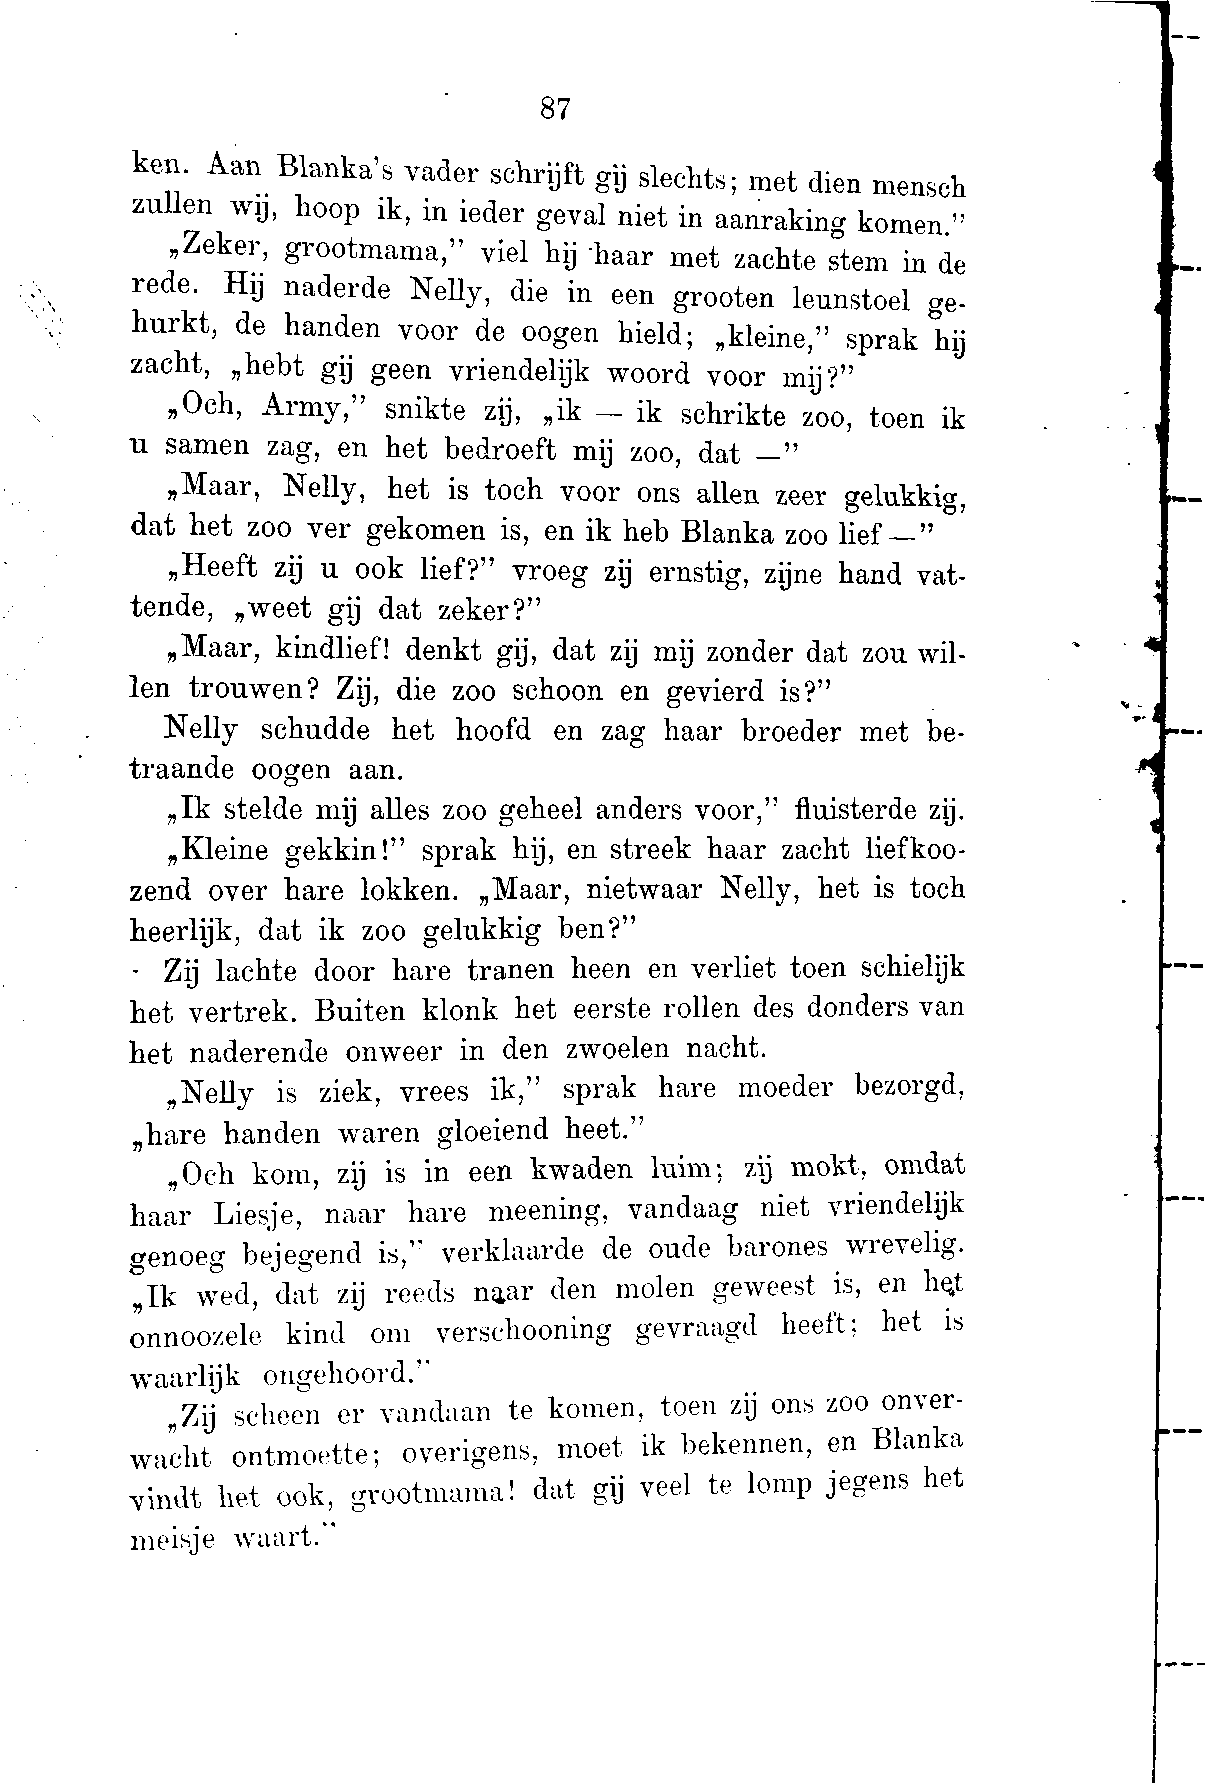 87
ken. Aan Blanka's vader schrijft gij slechts; met dien mensch
zullen wij, hoop ik, in ieder geval niet in aanraking komen.”
„Zeker, grootmama,” viel hij haar met zachte stem in de
rede. Hij naderde Nelly, die in een grooten leunstoel ge-
hurkt, de handen voor de oogen hield; „kleine,” sprak hij
zacht, „hebt gij geen vriendelijk woord voor mij?”
„Och, Army,” snikte zij, „ik — ik schrikte zoo, toen ik
u samen zag, en het bedroeft mij zoo, dat —”
„Maar, Nelly, het is toch voor ons allen zeer gelukkig,
dat het zoo ver gekomen is, en ik heb Blanka zoo lief —”
„Heeft zij u ook lief?” vroeg zij ernstig, zijne hand vat-
tende, „weet gij dat zeker?”
„Maar, kindlief! denkt gij, dat zij mij zonder dat zou wil-
len trouwen? Zij, die zoo schoon en gevierd is?”
Nelly schudde het hoofd en zag haar broeder met be-
traande oogen aan.
„Ik stelde mij alles zoo geheel anders voor,” fluisterde zij.
„Kleine gekkin!” sprak hij, en streek haar zacht liefkoo-
zend over hare lokken. „Maar, nietwaar Nelly, het is toch
heerlijk, dat ik zoo gelukkig ben?”
Zij lachte door hare tranen heen en verliet toen schielijk
het vertrek. Buiten klonk het eerste rollen des donders van
het naderende onweer in den zwoelen nacht.
„Nelly is ziek, vrees ik,” sprak hare moeder bezorgd,
„hare handen waren gloeiend heet.”
„Och kom, zij is in een kwaden luim; zij mokt, omdat
haar Liesje, naar hare meening, vandaag niet vriendelijk
genoeg bejegend is,” verklaarde de oude barones wrevelig.
„Ik wed, dat zij reeds naar den molen geweest is, en het
onnoozele kind om verschooning gevraagd heeft; het is
waarlijk ongehoord.”
„Zij scheen er vandaan te komen, toen zij ons zoo onver-
wacht ontmoette; overigens, moet ik bekennen, en Blanka
vindt het ook, grootmama! dat gij veel te lomp jegens het
meisje waart.”